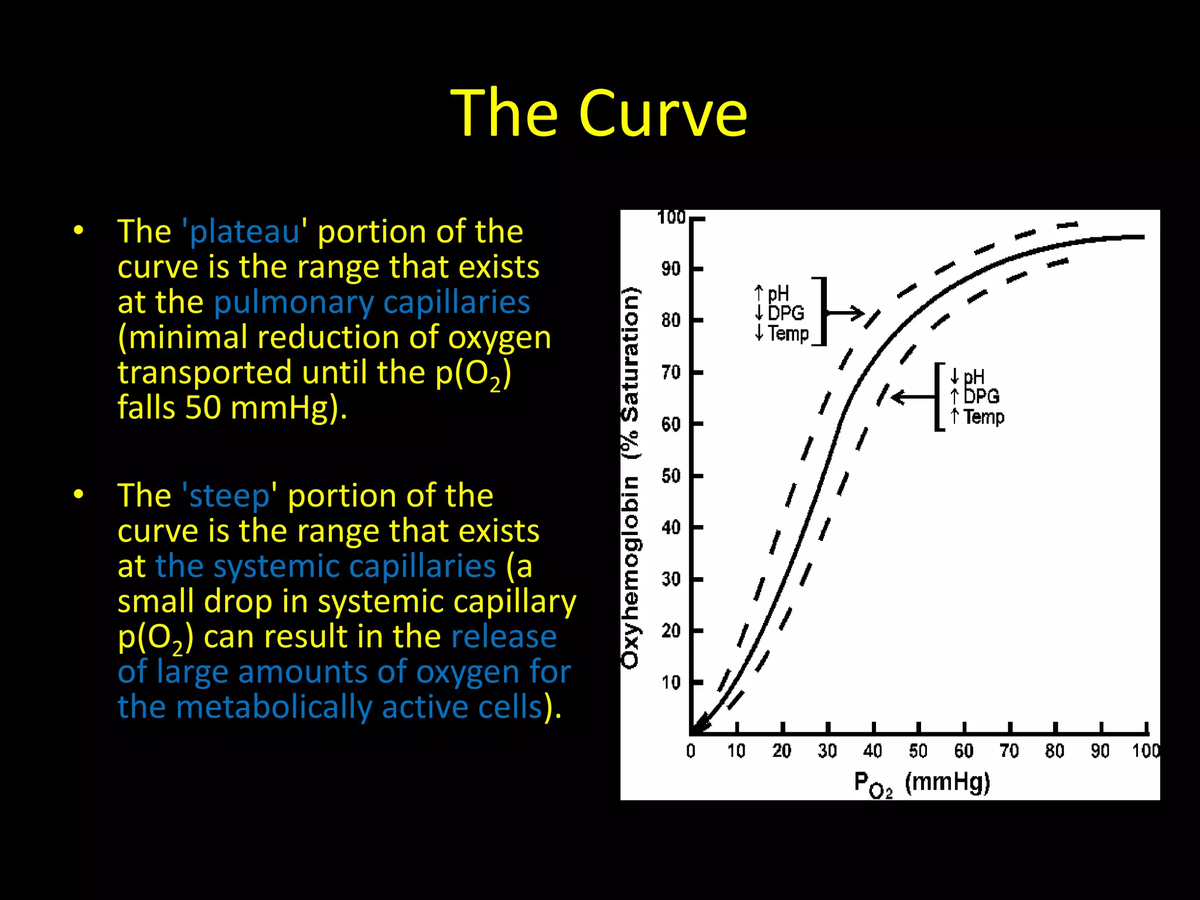 The Curve
• The 'plateau' portion of the
curve is the range that exists
at the pulmonary capillaries
(minimal reduction of oxygen
transported until the p(O₂)
falls 50 mmHg).
• The 'steep' portion of the
curve is the range that exists
at the systemic capillaries (a
small drop in systemic capillary
p(O₂) can result in the release
of large amounts of oxygen for
the metabolically active cells).
Oxyhemoglobin (% Saturation)
100
90
80
70
60
50
40
30
20
10
↑ pH
↓ DPG
↓ Temp
↓ pH
↑ DPG
↑ Temp
0 10 20 30 40 50 60 70 80 90 100
PO₂ (mmHg)